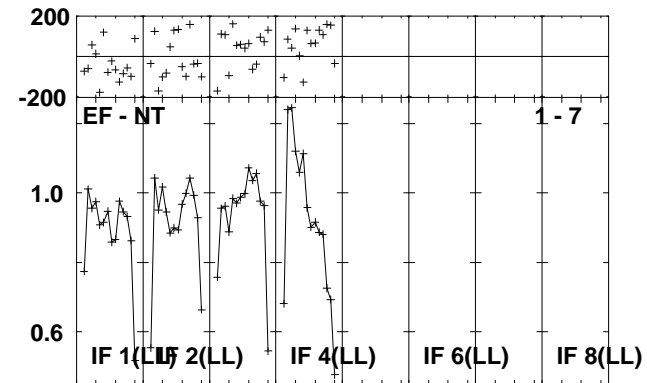 200
-200
EF - NT 1 - 7
1.0
0.6
IF 1(LL) IF 2(LL) IF 4(LL) IF 6(LL) IF 8(LL)